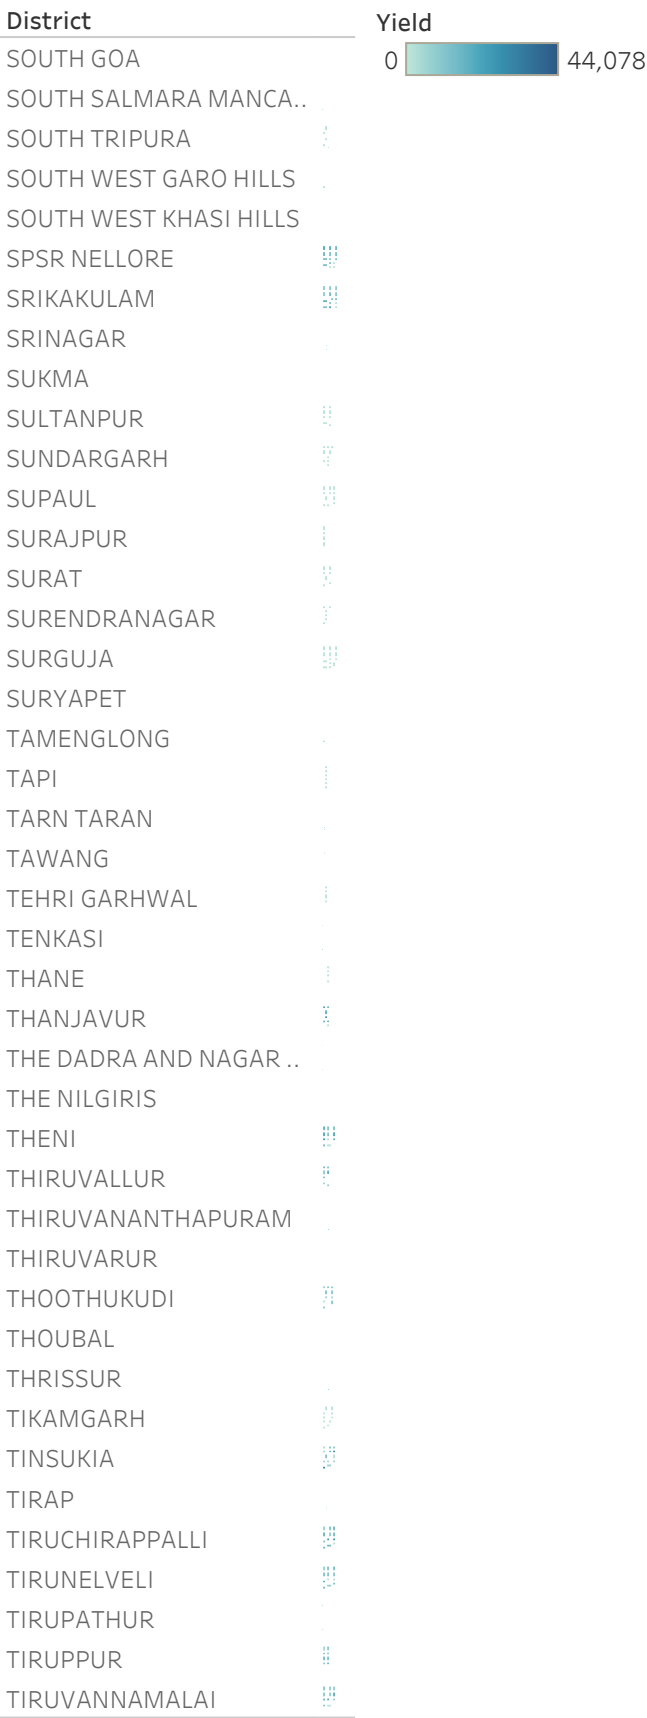 District
Yield
0 44,078
SOUTH GOA
SOUTH SALMARA MANCA..
SOUTH TRIPURA
SOUTH WEST GARO HILLS
SOUTH WEST KHASI HILLS
SPSR NELLORE
SRIKAKULAM
SRINAGAR
SUKMA
SULTANPUR
SUNDARGARH
SUPAUL
SURAJPUR
SURAT
SURENDRANAGAR
SURGUJA
SURYAPET
TAMENGLONG
TAPI
TARN TARAN
TAWANG
TEHRI GARHWAL
TENKASI
THANE
THANJAVUR
THE DADRA AND NAGAR ..
THE NILGIRIS
THENI
THIRUVALLUR
THIRUVANANTHAPURAM
THIRUVARUR
THOOTHUKUDI
THOUBAL
THRISSUR
TIKAMGARH
TINSUKIA
TIRAP
TIRUCHIRAPPALLI
TIRUNELVELI
TIRUPATHUR
TIRUPPUR
TIRUVANNAMALAI